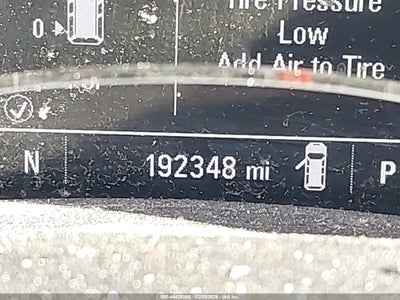 0
Tire Pressure
Low
Add Air to Tire
N
192348 mi
P